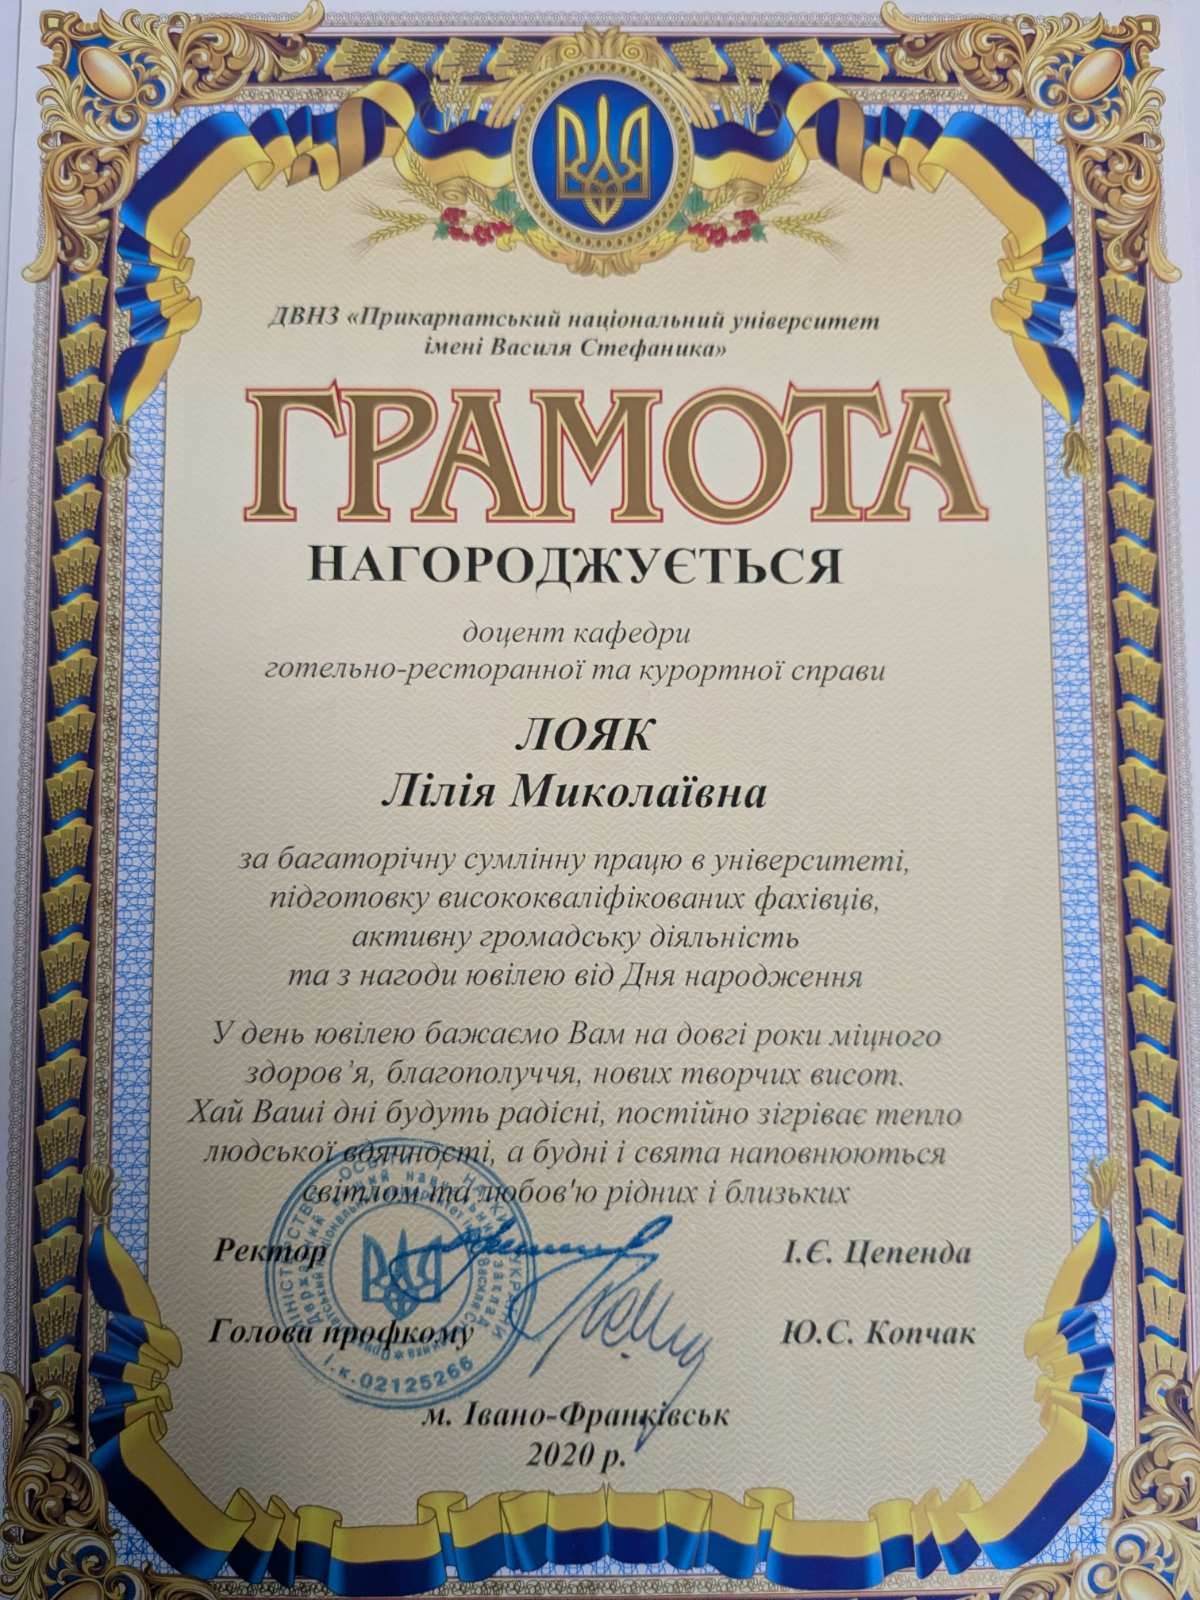 ДВНЗ «Прикарпатський національний університет
імені Василя Стефаника»
ГРАМОТА
НАГОРОДЖУЄТЬСЯ
доцент кафедри
готельно-ресторанної та курортної справи
ЛОЯК
Лілія Миколаївна
за багаторічну сумлінну працю в університеті,
підготовку висококваліфікованих фахівців,
активну громадську діяльність
та з нагоди ювілею від Дня народження
У день ювілею бажаємо Вам на довгі роки міцного
здоров’я, благополуччя, нових творчих висот.
Хай Ваші дні будуть радісні, постійно зігріває тепло
людської вдячності, а будні і свята наповнюються
світлом та любов'ю рідних і близьких
Ректор І.Є. Цепенда
Голова профкому Ю.С. Копчак
І.К.02125266
м. Івано-Франківськ
2020 р.